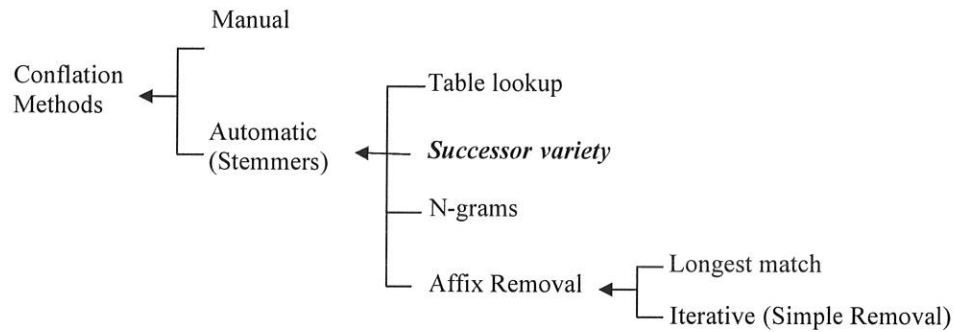 Manual
Conflation
Methods
Table lookup
Automatic
(Stemmers)
Successor variety
N-grams
Affix Removal
Longest match
Iterative (Simple Removal)